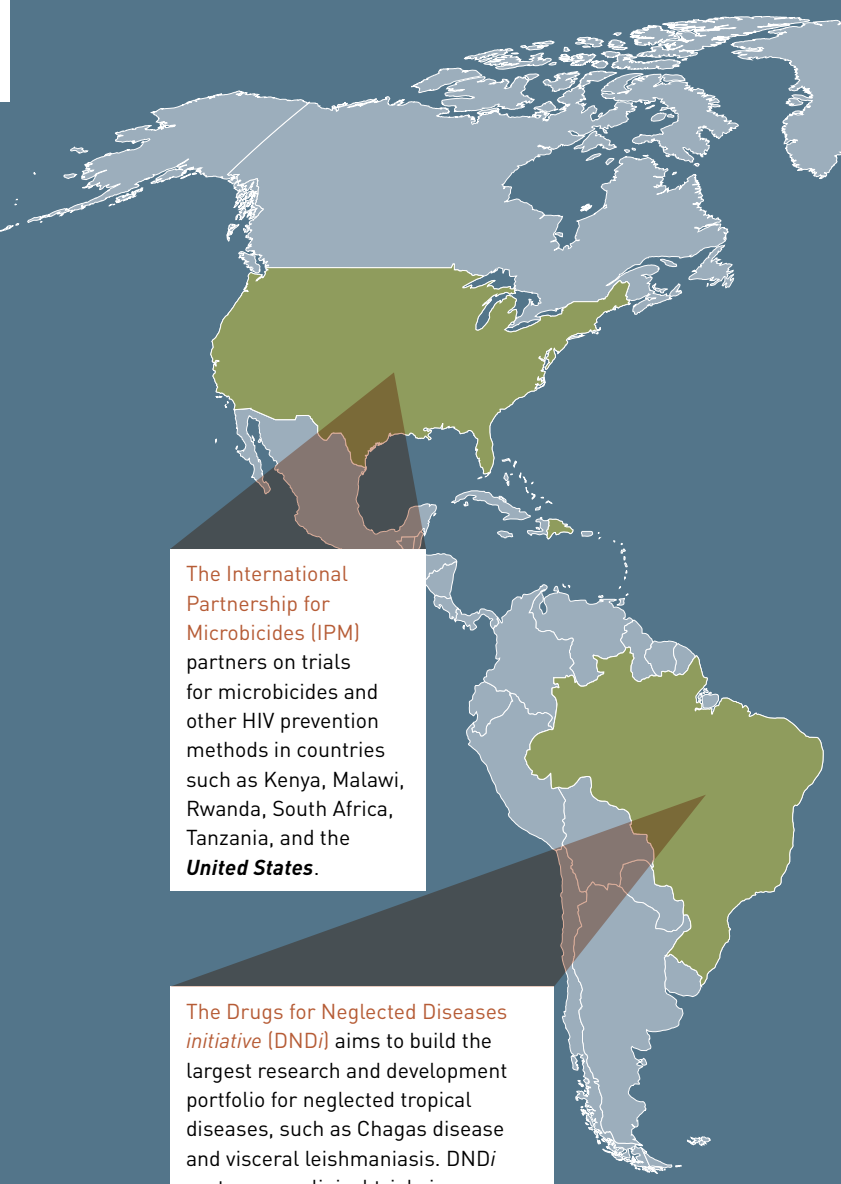 The International
Partnership for
Microbicides (IPM)
partners on trials
for microbicides and
other HIV prevention
methods in countries
such as Kenya, Malawi,
Rwanda, South Africa,
Tanzania, and the
United States.
The Drugs for Neglected Diseases
initiative (DNDi) aims to build the
largest research and development
portfolio for neglected tropical
diseases, such as Chagas disease
and visceral leishmaniasis. DNDi